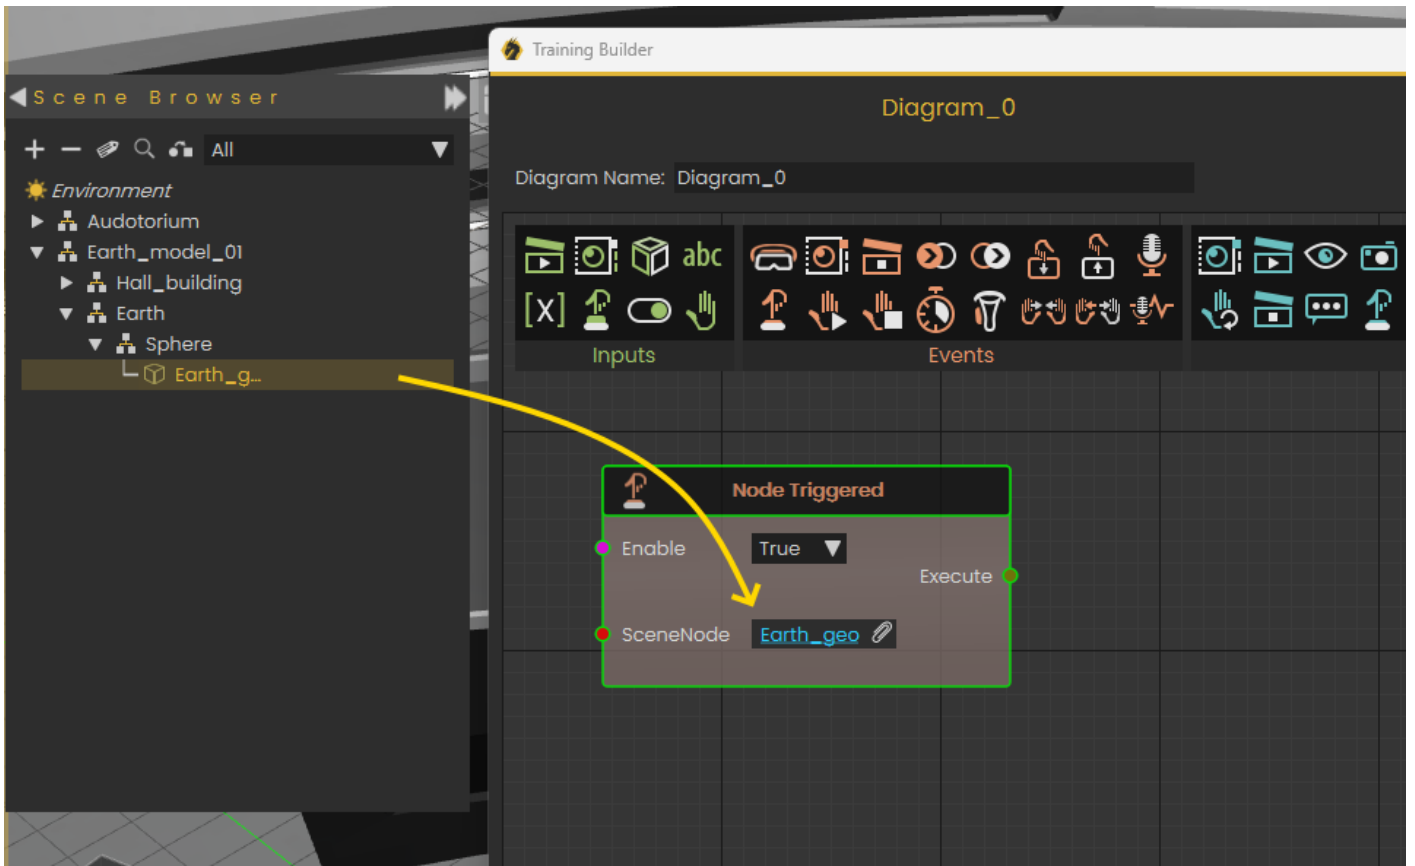 Training Builder
Scene Browser
All
Environment
Audotorium
Earth_model_01
Hall_building
Earth
Sphere
Earth_g...
Diagram_0
Diagram Name: Diagram_0
abc
[x]
Inputs
Events
Node Triggered
Enable True
Execute
SceneNode Earth_geo